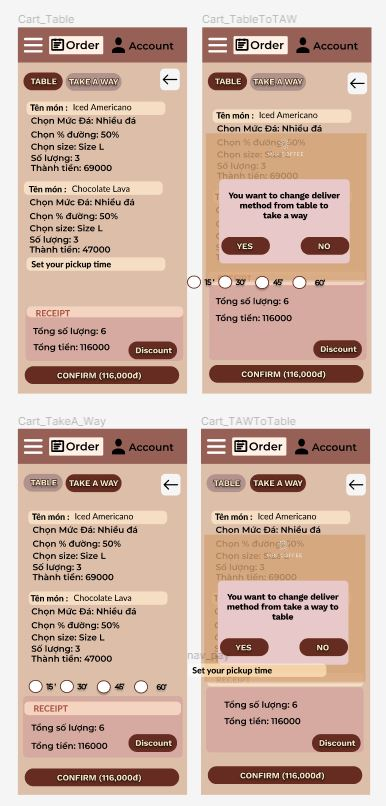 Cart_Table
Order
Account
TABLE
TAKE A WAY
Tên món : Iced Americano
Chọn Mức Đá: Nhiều đá
Chọn % đường: 50%
Chọn size: Size L
Số lượng: 3
Thành tiền: 69000
Tên món : Chocolate Lava
Chọn Mức Đá: Nhiều đá
Chọn % đường: 50%
Chọn size: Size L
Số lượng: 3
Thành tiền: 47000
Set your pickup time
RECEIPT
Tổng số lượng: 6
Tổng tiền: 116000
Discount
CONFIRM (116,000đ)
Cart_TableToTAW
Order
Account
TABLE
TAKE A WAY
Tên món : Iced Americano
Chọn Mức Đá: Nhiều đá
Chọn % đường: 50%
Chọn size: Size L
COFFEE
Số lượng: 3
Thành tiền: 69000
You want to change deliver
method from table to
take a way
YES
NO
15' 30' 45' 60'
Tổng số lượng: 6
Tổng tiền: 116000
Discount
CONFIRM (116,000đ)
Cart_TakeA_Way
Order
Account
TABLE
TAKE A WAY
Tên món : Iced Americano
Chọn Mức Đá: Nhiều đá
Chọn % đường: 50%
Chọn size: Size L
Số lượng: 3
Thành tiền: 69000
Tên món : Chocolate Lava
Chọn Mức Đá: Nhiều đá
Chọn % đường: 50%
Chọn size: Size L
Số lượng: 3
Thành tiền: 47000
15' 30' 45' 60'
RECEIPT
Tổng số lượng: 6
Tổng tiền: 116000
Discount
CONFIRM (116,000đ)
Cart_TAWToTable
Order
Account
TABLE
TAKE A WAY
Tên món : Iced Americano
Chọn Mức Đá: Nhiều đá
Chọn % đường: 50%
Chọn size: Size L
COFFEE
Số lượng: 3
Thành tiền: 69000
You want to change deliver
method from take a way to
table
YES
NO
Set your pickup time
RECEIPT
Tổng số lượng: 6
Tổng tiền: 116000
Discount
CONFIRM (116,000đ)